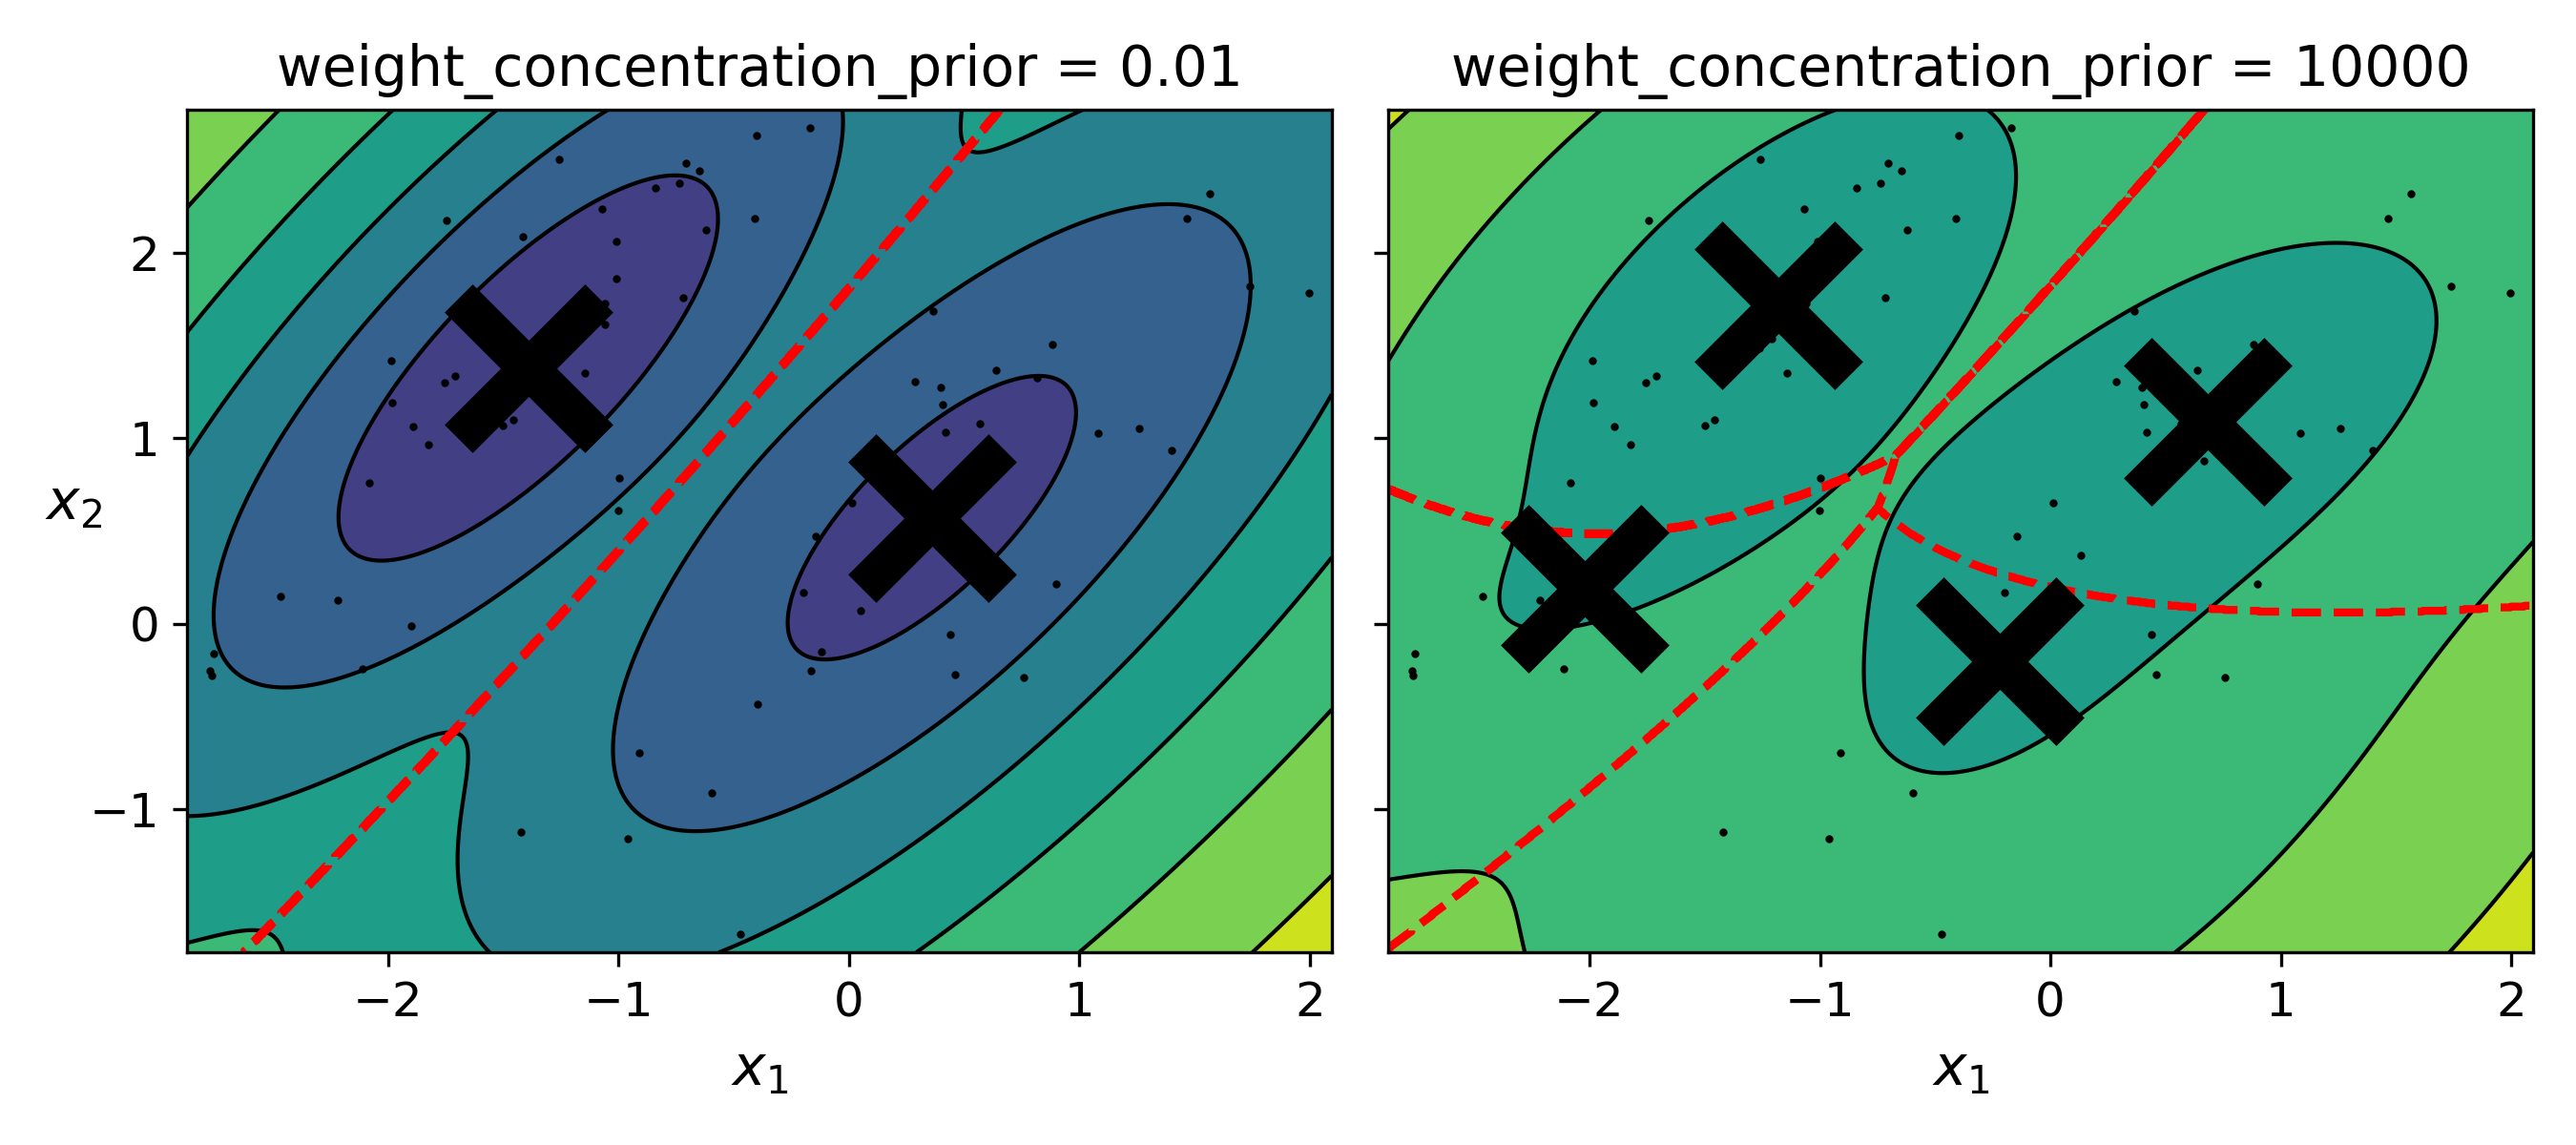 weight_concentration_prior = 0.01
weight_concentration_prior = 10000
2
1
0
−1
x₂
−2 −1 0 1 2
−2 −1 0 1 2
x₁
x₁